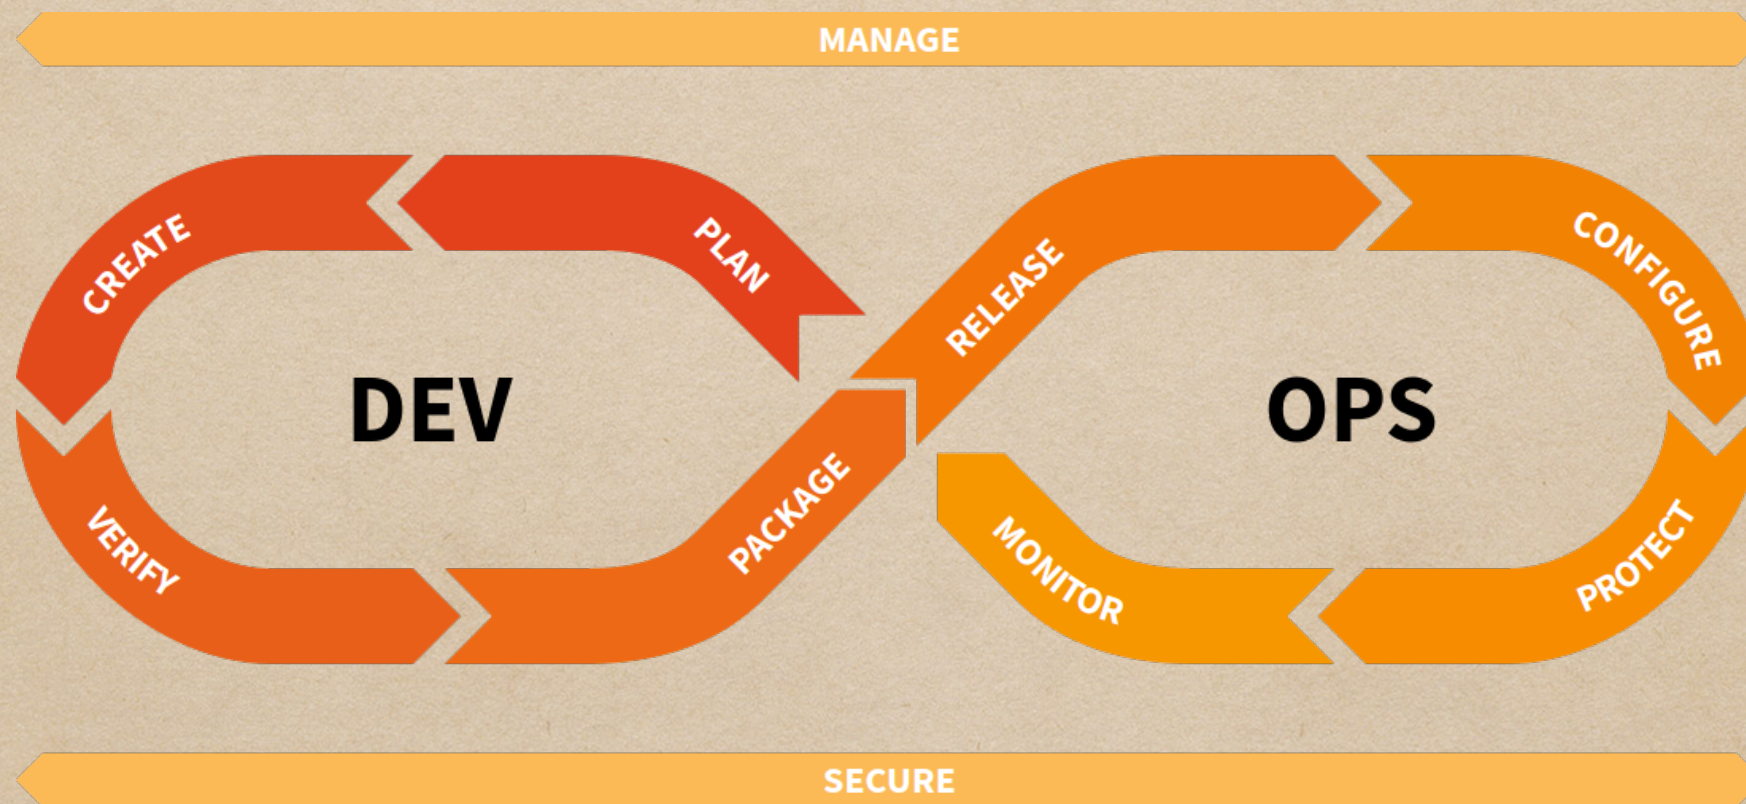 MANAGE
CREATE
PLAN
RELEASE
CONFIGURE
DEV
OPS
VERIFY
PACKAGE
MONITOR
PROTECT
SECURE